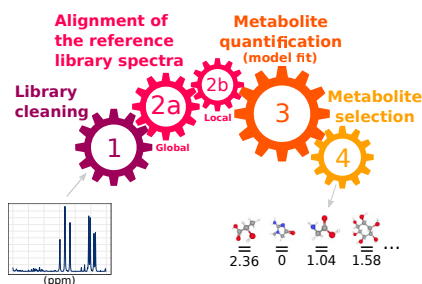 Alignment of
the reference
library spectra
Metabolite
quantification
(model fit)
Library
cleaning
Metabolite
selection
1
2a
Global
2b
Local
3
4
(ppm)
= = = = ...
2.36 0 1.04 1.58